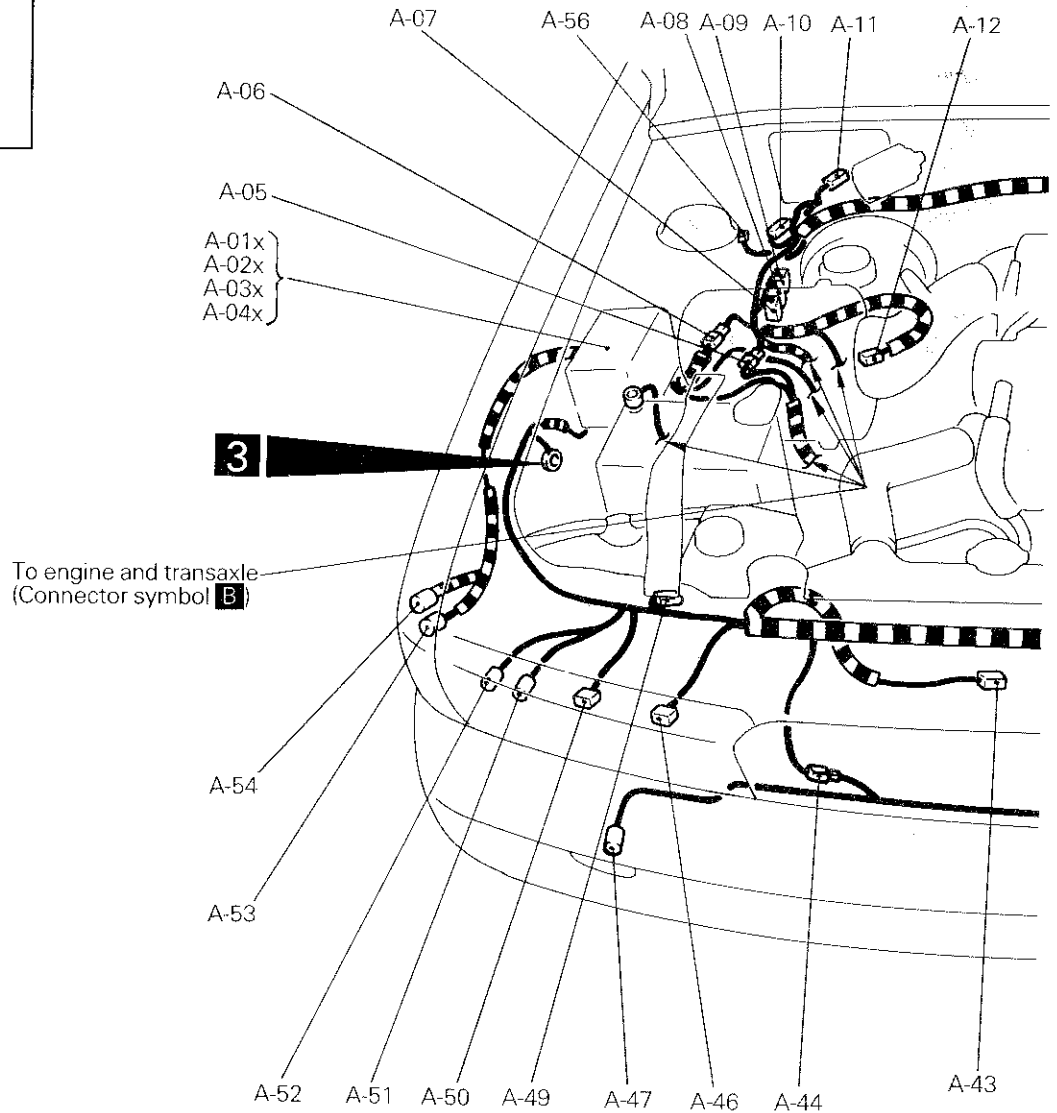 A-07
A-56
A-08
A-09
A-10
A-11
A-12
A-06
A-05
A-01x
A-02x
A-03x
A-04x
3
To engine and transaxle
(Connector symbol B)
A-54
A-53
A-52
A-51
A-50
A-49
A-47
A-46
A-44
A-43